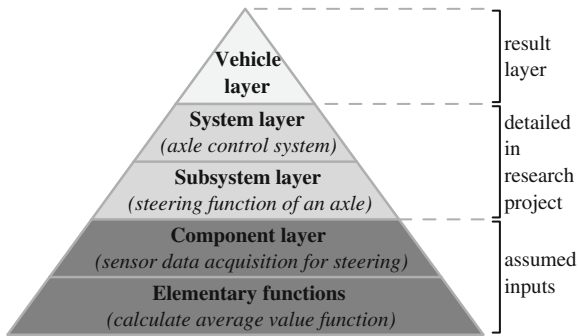 Vehicle
layer
result
layer
System layer
(axle control system)
Subsystem layer
(steering function of an axle)
detailed
in
research
project
Component layer
(sensor data acquisition for steering)
Elementary functions
(calculate average value function)
assumed
inputs